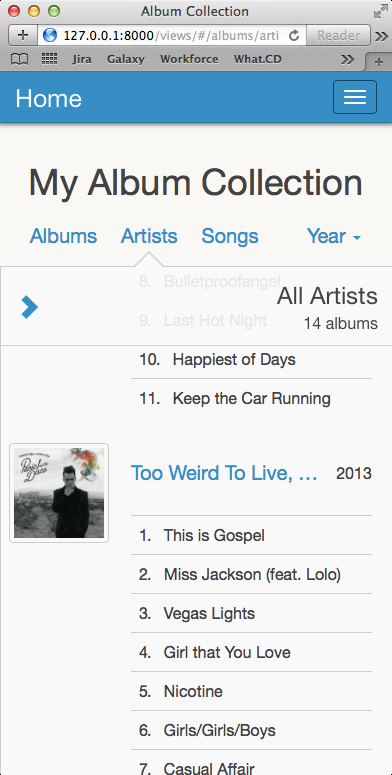 Album Collection
127.0.0.1:8000/views/#/albums/arti
Reader
Jira Galaxy Workforce What.CD
Home
My Album Collection
Albums Artists Songs Year
8. Bulletproofangel
All Artists
9. Last Hot Night
14 albums
10. Happiest of Days
11. Keep the Car Running
Too Weird To Live, ...
2013
1. This is Gospel
2. Miss Jackson (feat. Lolo)
3. Vegas Lights
4. Girl that You Love
5. Nicotine
6. Girls/Girls/Boys
7. Casual Affair